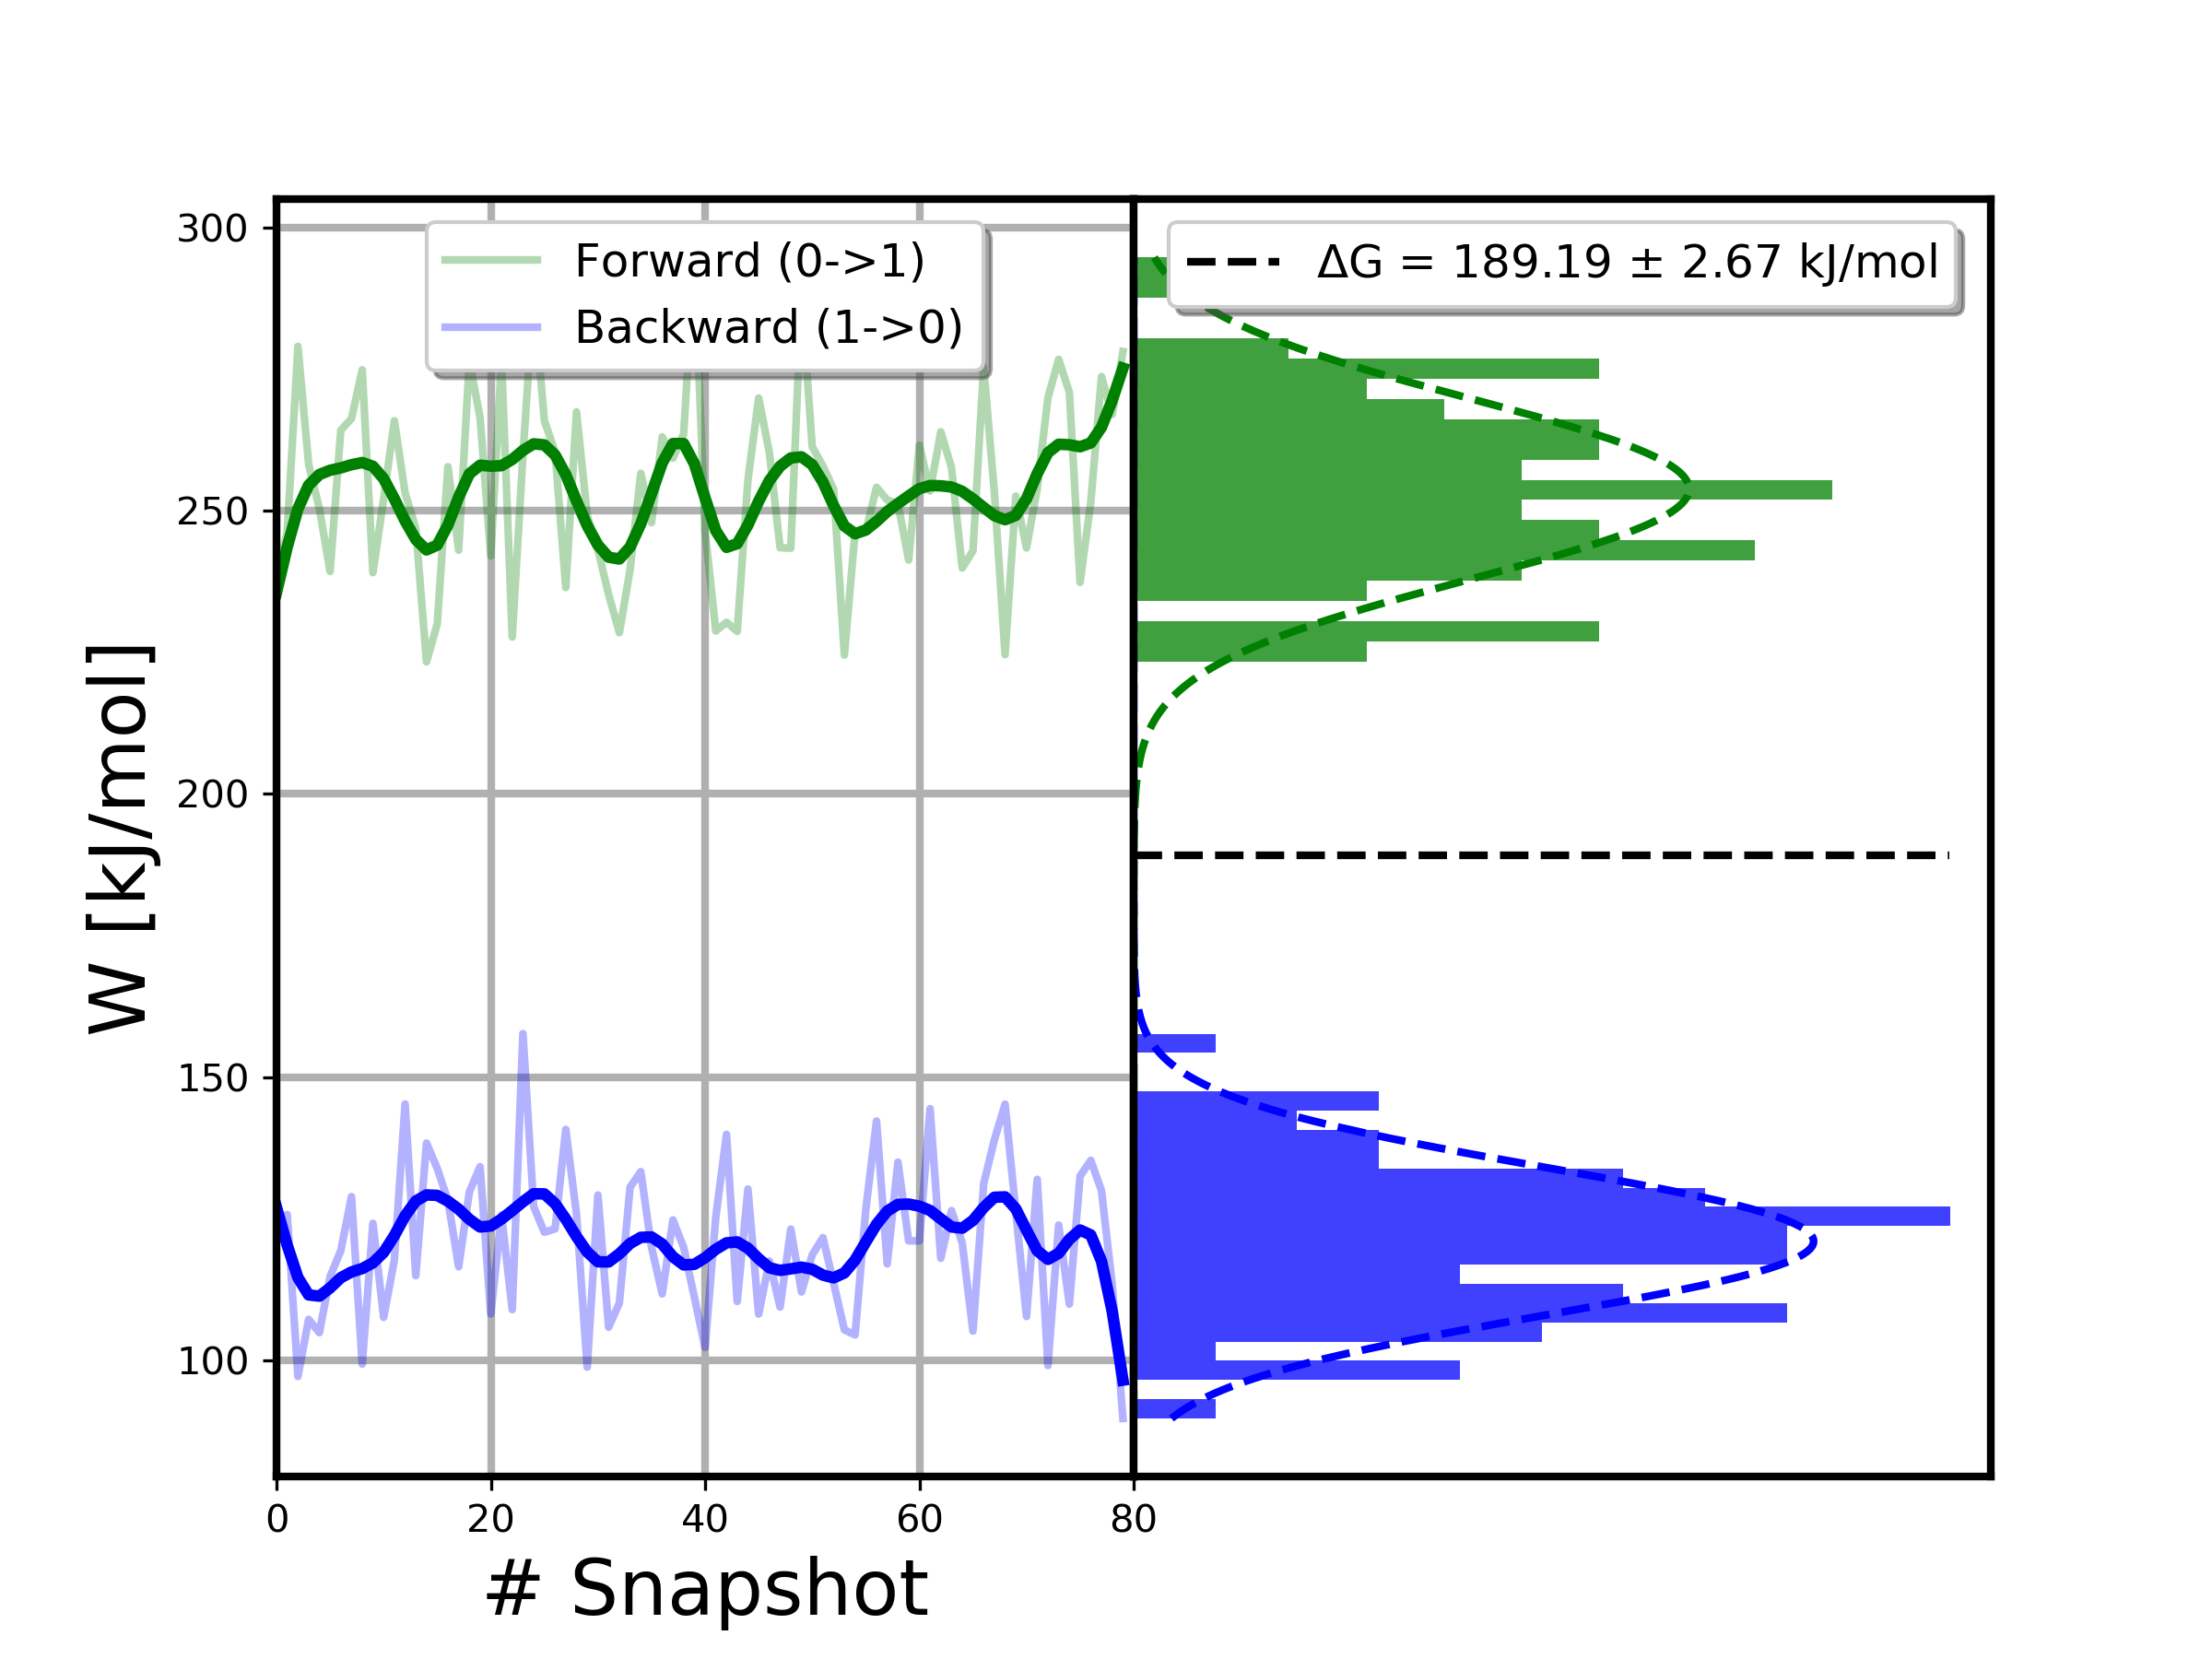 Forward (0->1)
Backward (1->0)
ΔG = 189.19 ± 2.67 kJ/mol
W [kJ/mol]
300
250
200
150
100
0 20 40 60 80
# Snapshot